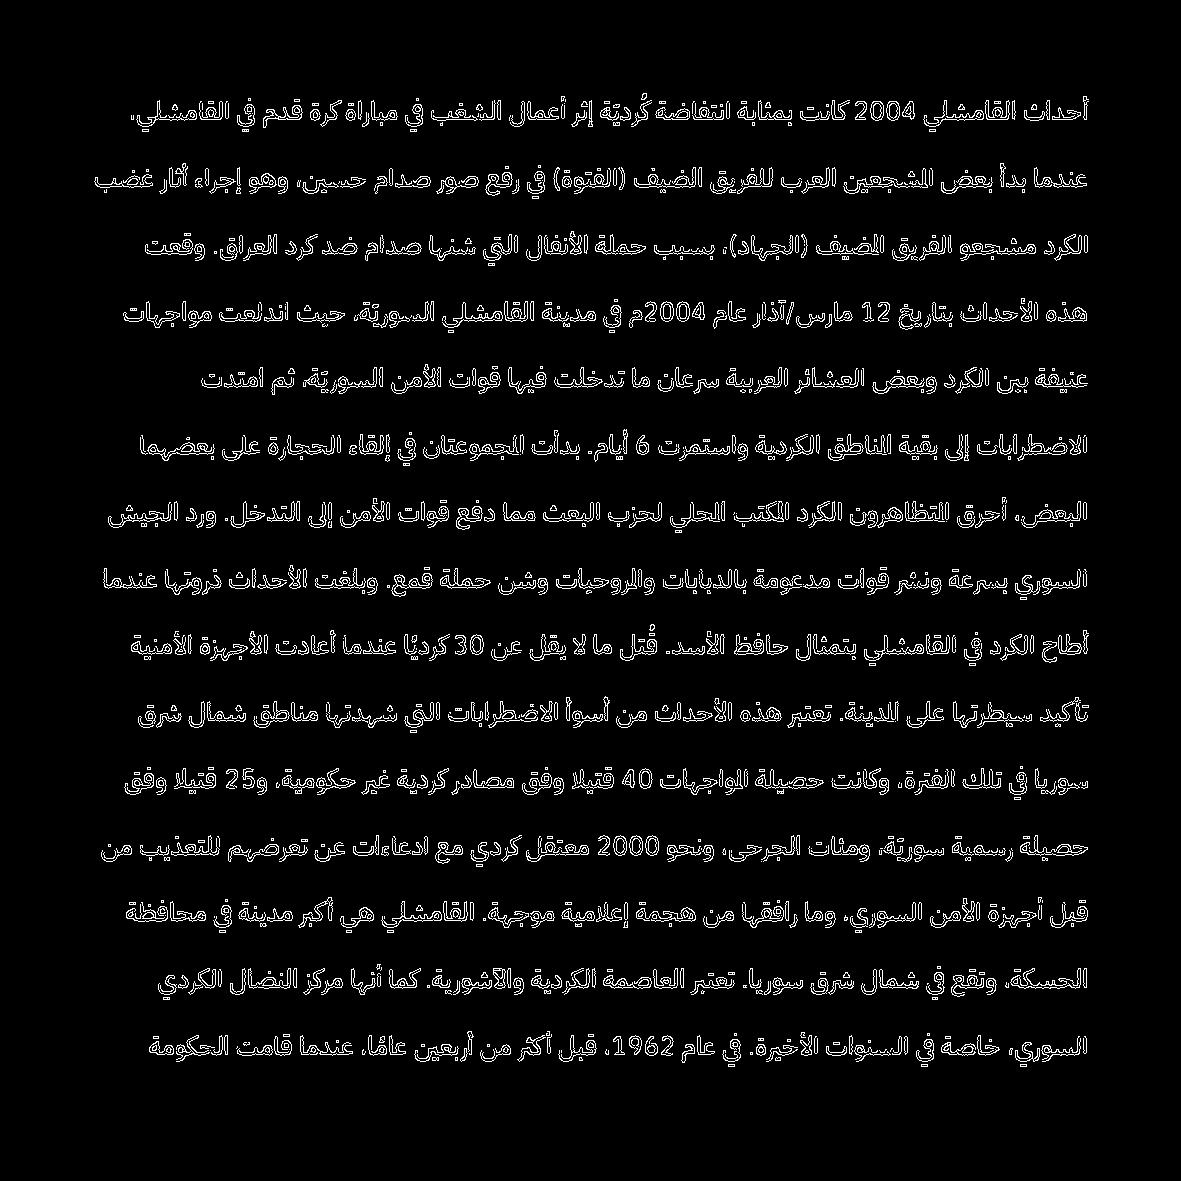 أحداث القامشلي 2004 كانت بمثابة انتفاضة كُرديّة إثر أعمال الشغب في مباراة كرة قدم في القامشلي،
عندما بدأ بعض المشجعين العرب للفريق الضيف (الفتوة) في رفع صور صدام حسين، وهو إجراء أثار غضب
الكرد مشجعو الفريق المضيف (الجهاد)، بسبب حملة الأنفال التي شنها صدام ضد كرد العراق. وقعت
هذه الأحداث بتاريخ 12 مارس/آذار عام 2004م في مدينة القامشلي السوريّة، حيث اندلعت مواجهات
عنيفة بين الكرد وبعض العشائر العربية سرعان ما تدخلت فيها قوات الأمن السوريّة، ثم امتدت
الاضطرابات إلى بقية المناطق الكردية واستمرت 6 أيام. بدأت المجموعتان في إلقاء الحجارة على بعضهما
البعض، أحرق المتظاهرون الكرد المكتب المحلي لحزب البعث مما دفع قوات الأمن إلى التدخل. ورد الجيش
السوري بسرعة ونشر قوات مدعومة بالدبابات والمروحيات وشن حملة قمع. وبلغت الأحداث ذروتها عندما
أطاح الكرد في القامشلي بتمثال حافظ الأسد. قُتل ما لا يقل عن 30 كرديًا عندما أعادت الأجهزة الأمنية
تأكيد سيطرتها على المدينة. تعتبر هذه الأحداث من أسوأ الاضطرابات التي شهدتها مناطق شمال شرق
سوريا في تلك الفترة، وكانت حصيلة المواجهات 40 قتيلا وفق مصادر كردية غير حكومية، و25 قتيلا وفق
حصيلة رسمية سوريّة، ومئات الجرحى، ونحو 2000 معتقل كردي مع ادعاءات عن تعرضهم للتعذيب من
قبل أجهزة الأمن السوري، وما رافقها من هجمة إعلامية موجهة. القامشلي هي أكبر مدينة في محافظة
الحسكة، وتقع في شمال شرق سوريا. تعتبر العاصمة الكردية والآشورية. كما أنها مركز النضال الكردي
السوري، خاصة في السنوات الأخيرة. في عام 1962، قبل أكثر من أربعين عامًا، عندما قامت الحكومة